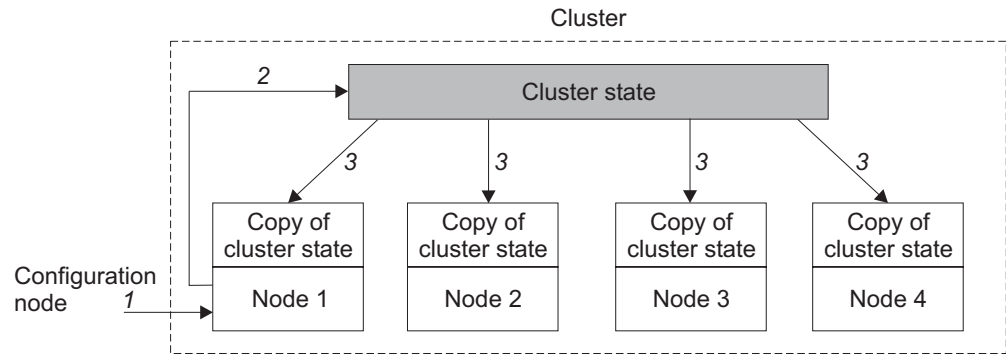 Cluster
2
Cluster state
3
3
3
3
Copy of
cluster state
Copy of
cluster state
Copy of
cluster state
Copy of
cluster state
Configuration
node
1
Node 1
Node 2
Node 3
Node 4